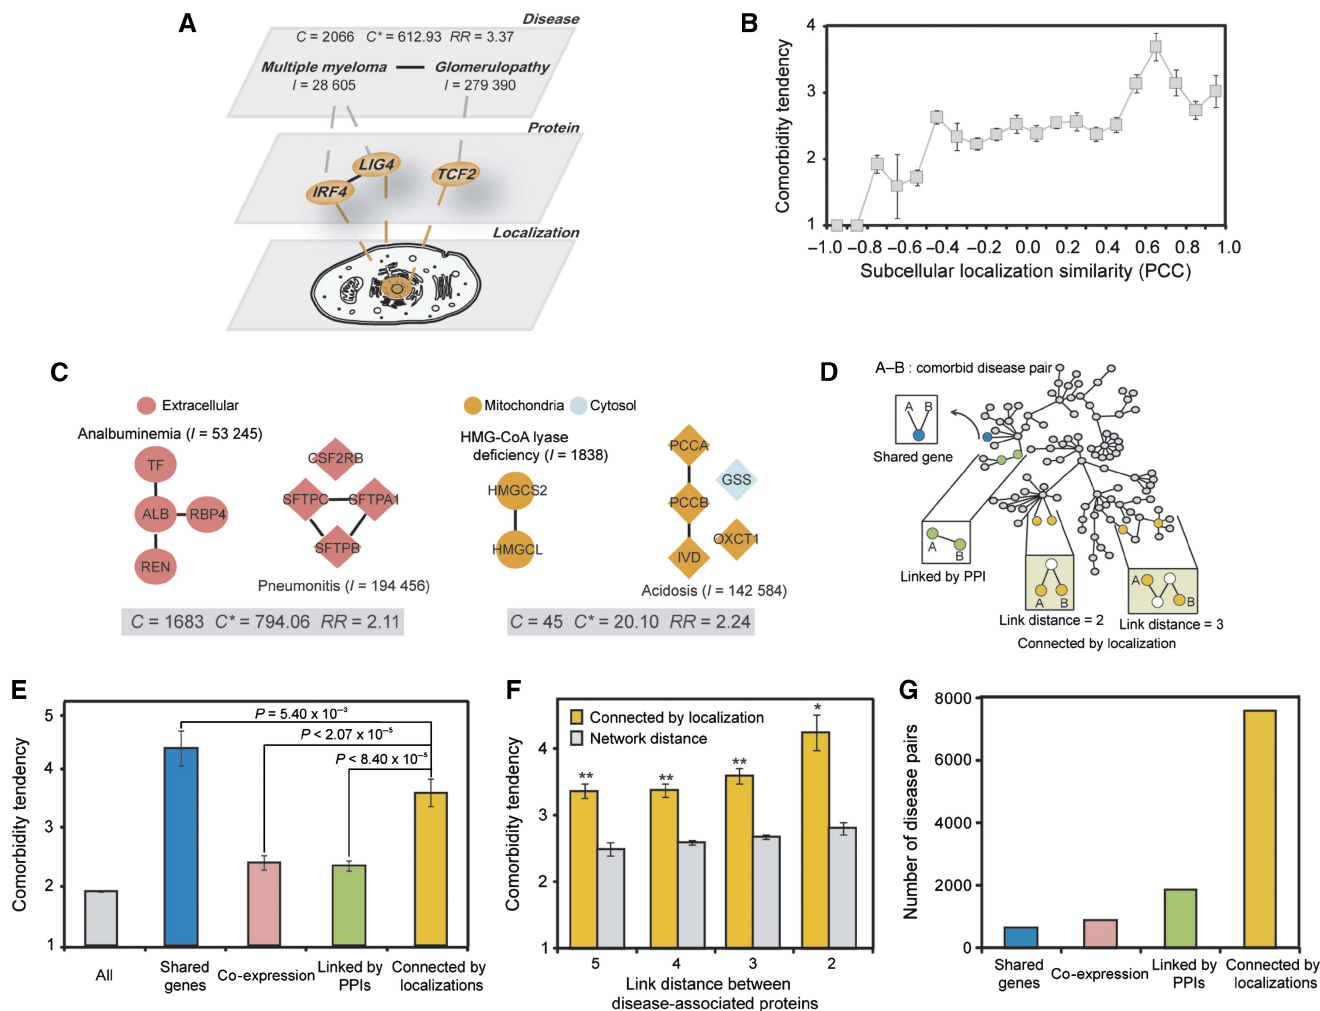 A
Disease
C = 2066 C* = 612.93 RR = 3.37
Multiple myeloma — Glomerulopathy
I = 28 605 I = 279 390
Protein
LIG4
IRF4
TCF2
Localization
B
Comorbidity tendency
4
3
2
1
−1.0 −0.8 −0.6 −0.4 −0.2 0.0 0.2 0.4 0.6 0.8 1.0
Subcellular localization similarity (PCC)
C
Extracellular
Analbuminemia (I = 53 245)
TF
ALB
RBP4
REN
CSF2RB
SFTPC
SFTPA1
SFTPB
Pneumonitis (I = 194 456)
C = 1683 C* = 794.06 RR = 2.11
Mitochondria Cytosol
HMG-CoA lyase
deficiency (I = 1838)
HMGCS2
HMGCL
PCCA
GSS
PCCB
OXCT1
IVD
Acidosis (I = 142 584)
C = 45 C* = 20.10 RR = 2.24
D
A–B : comorbid disease pair
A B
Shared gene
A
B
Linked by PPI
A B
Link distance = 2
A
B
Link distance = 3
Connected by localization
E
Comorbidity tendency
5
4
3
2
1
P = 5.40 x 10⁻³
P < 2.07 x 10⁻⁵
P < 8.40 x 10⁻⁵
All
Shared
genes
Co−expression
Linked by
PPIs
Connected by
localizations
F
Comorbidity tendency
4
3
2
1
Connected by localization
Network distance
**
**
**
*
5 4 3 2
Link distance between
disease-associated proteins
G
Number of disease pairs
8000
6000
4000
2000
0
Shared
genes
Co−expression
Linked by
PPIs
Connected by
localizations